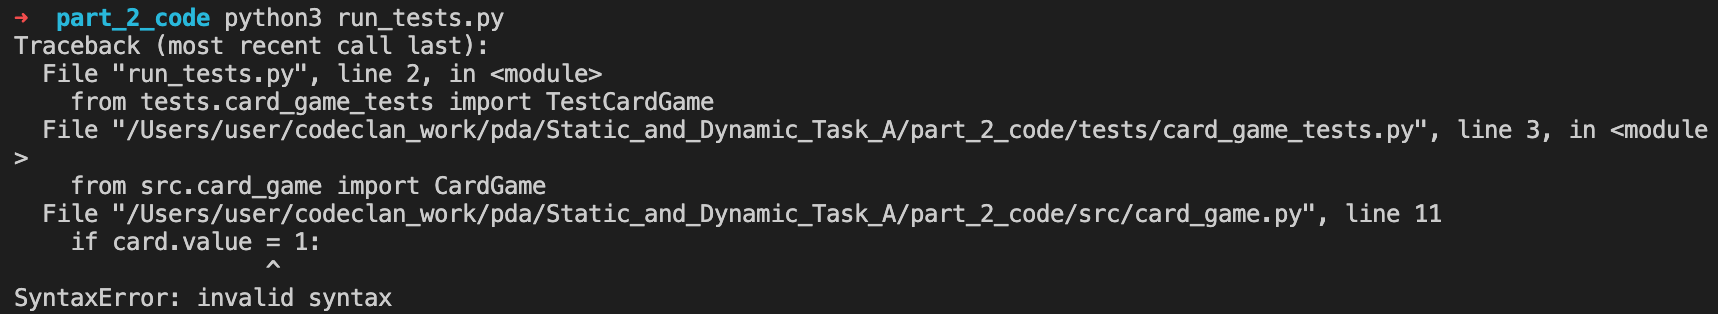 ➜  part_2_code python3 run_tests.py
Traceback (most recent call last):
  File "run_tests.py", line 2, in <module>
    from tests.card_game_tests import TestCardGame
  File "/Users/user/codeclan_work/pda/Static_and_Dynamic_Task_A/part_2_code/tests/card_game_tests.py", line 3, in <module
>
    from src.card_game import CardGame
  File "/Users/user/codeclan_work/pda/Static_and_Dynamic_Task_A/part_2_code/src/card_game.py", line 11
    if card.value = 1:
                  ^
SyntaxError: invalid syntax